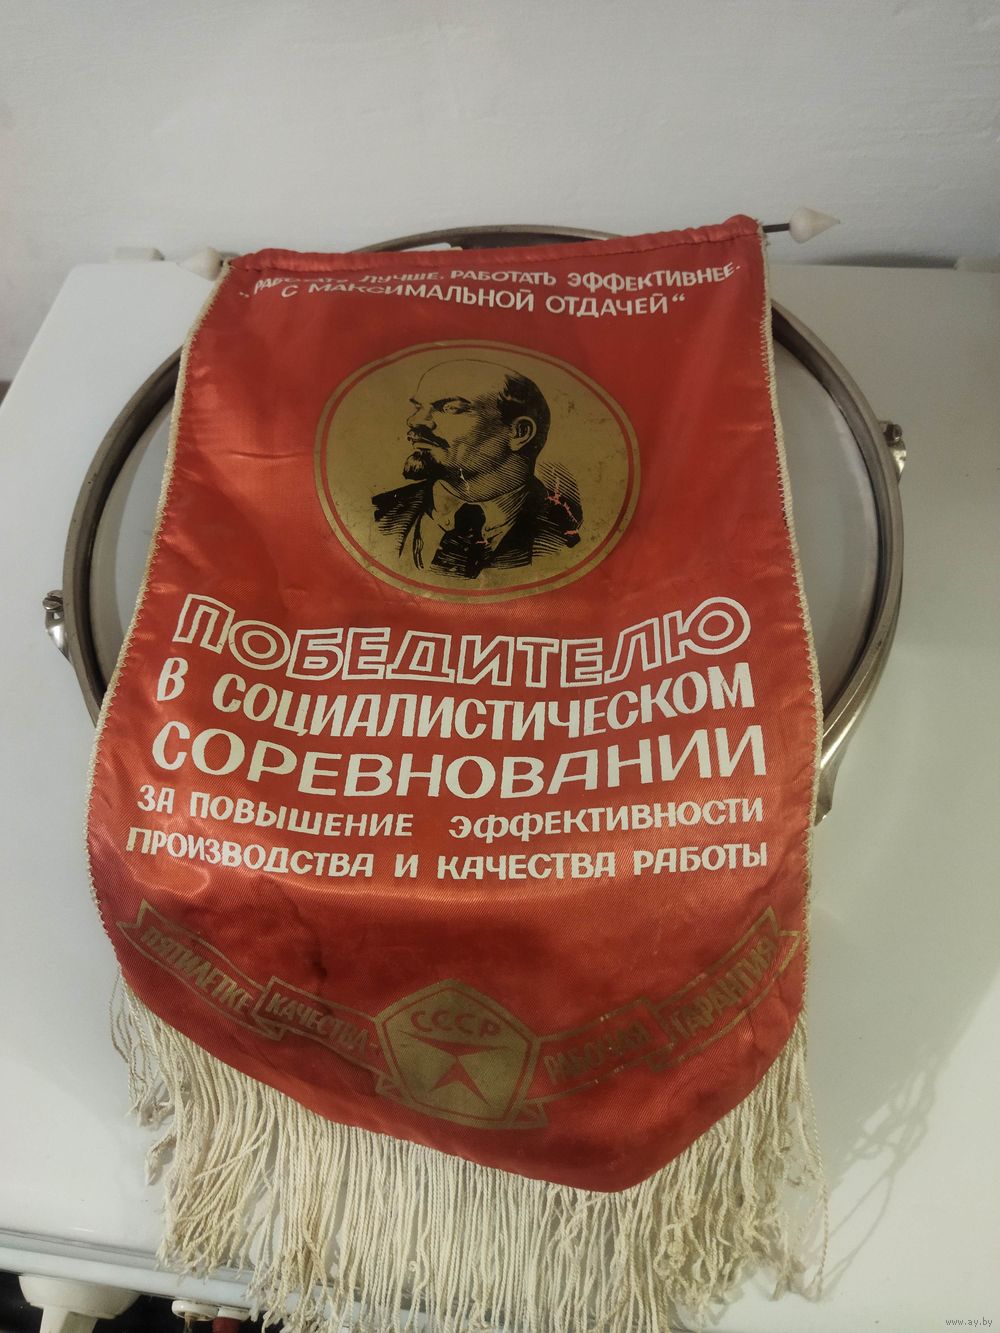 „РАБОТАТЬ ЛУЧШЕ, РАБОТАТЬ ЭФФЕКТИВНЕЕ,
С МАКСИМАЛЬНОЙ ОТДАЧЕЙ“
ПОБЕДИТЕЛЮ
В СОЦИАЛИСТИЧЕСКОМ
СОРЕВНОВАНИИ
ЗА ПОВЫШЕНИЕ ЭФФЕКТИВНОСТИ
ПРОИЗВОДСТВА И КАЧЕСТВА РАБОТЫ
ПЯТИЛЕТКЕ КАЧЕСТВА- СССР РАБОЧАЯ ГАРАНТИЯ
www.ay.by